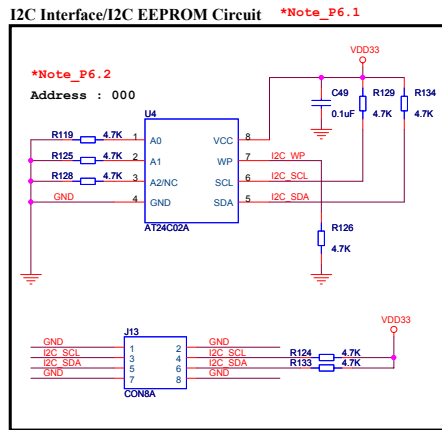 I2C Interface/I2C EEPROM Circuit *Note_P6.1
VDD33
*Note_P6.2
Address : 000
U4
C49
0.1uF
R129
4.7K
R134
4.7K
R119 4.7K 1 A0 VCC 8
R125 4.7K 2 A1 WP 7 I2C_WP
R128 4.7K 3 A2/NC SCL 6 I2C_SCL
GND 4 GND SDA 5 I2C_SDA
AT24C02A
R126
4.7K
VDD33
J13
GND 1 2 GND
I2C_SCL 3 4 I2C_SCL R124 4.7K
I2C_SDA 5 6 I2C_SDA R133 4.7K
GND 7 8 GND
CON8A